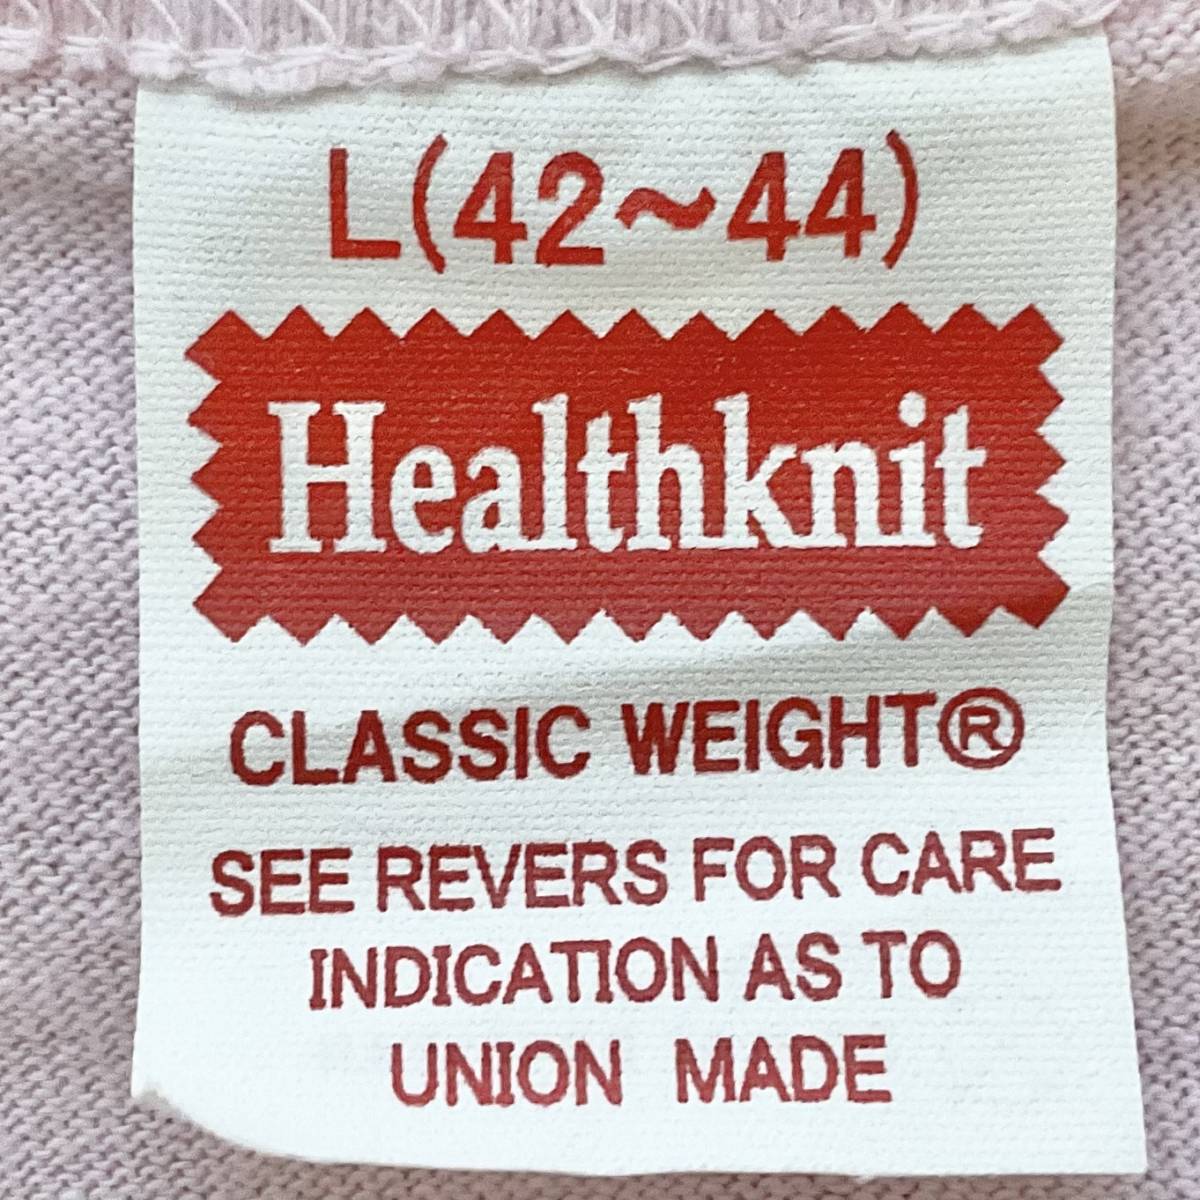 L(42~44)
Healthknit
CLASSIC WEIGHT®
SEE REVERS FOR CARE
INDICATION AS TO
UNION MADE